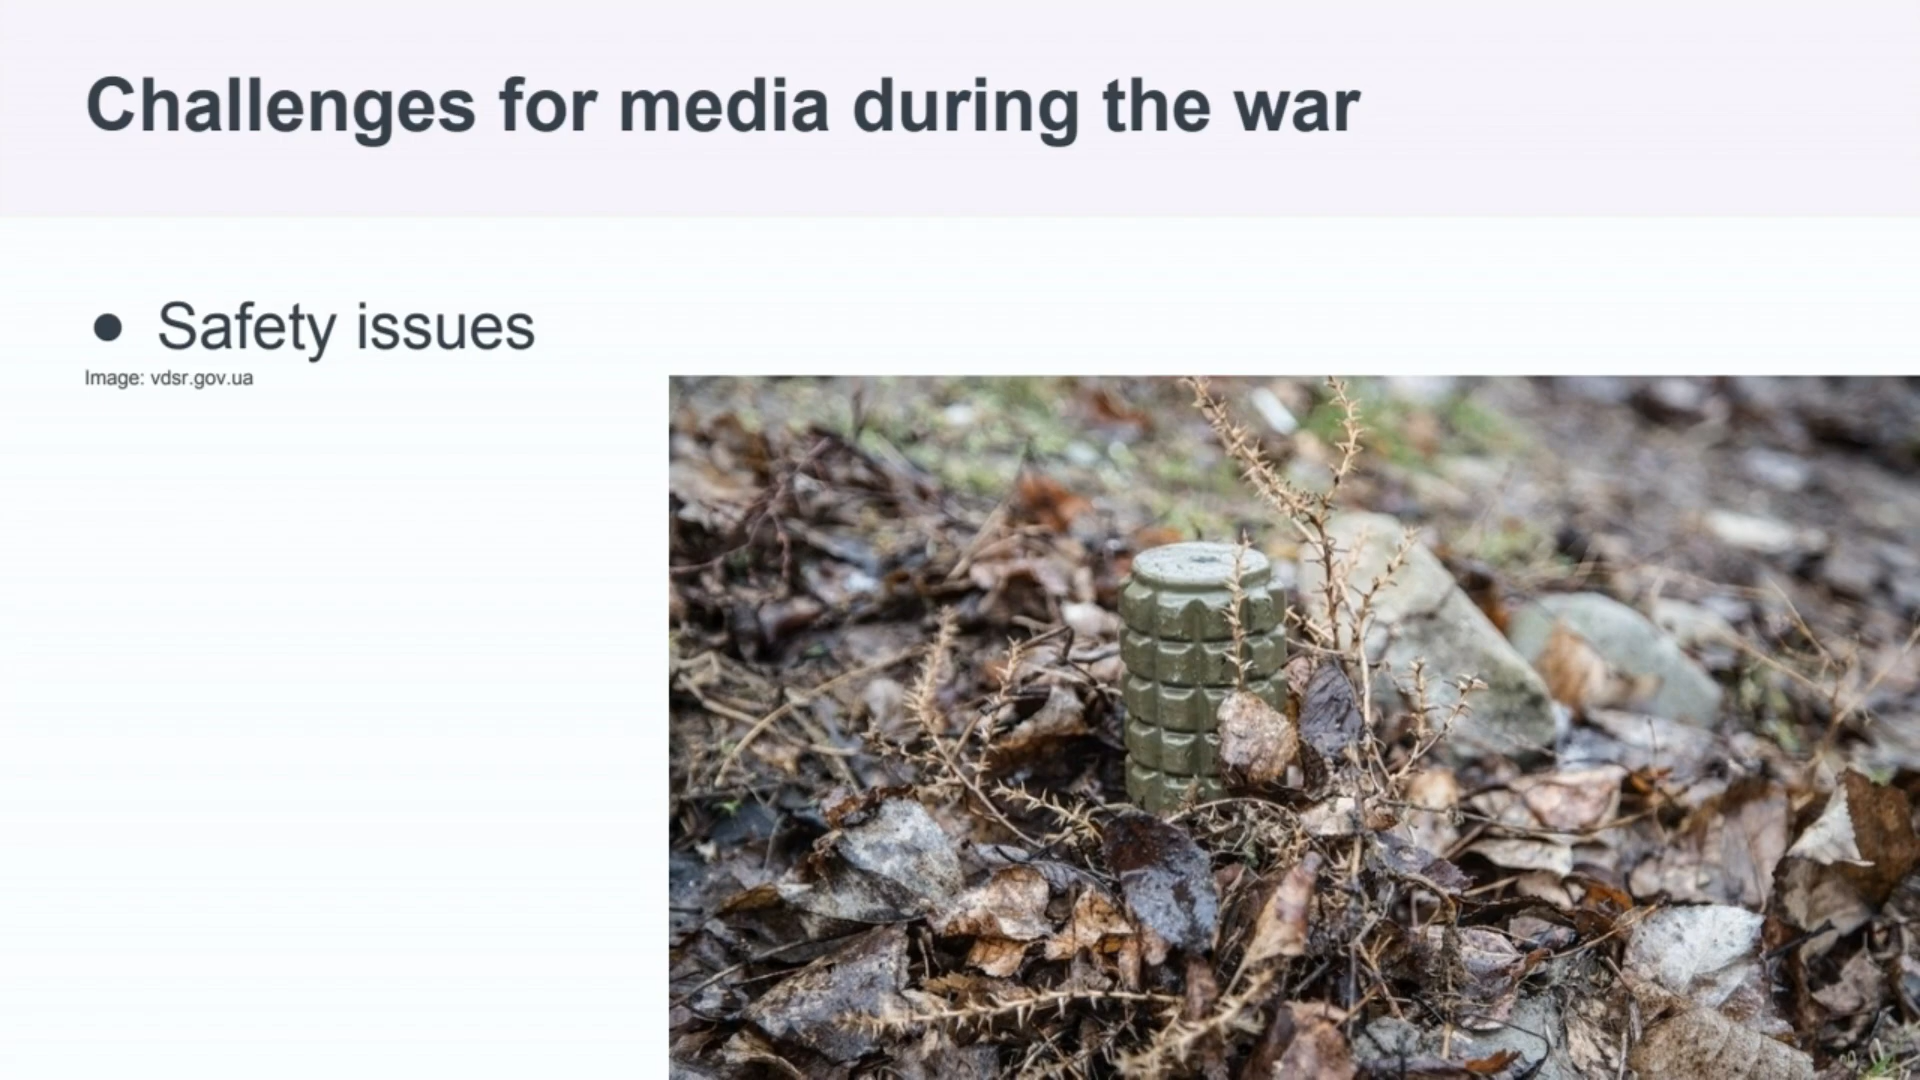 Challenges for media during the war
● Safety issues
Image: vdsr.gov.ua